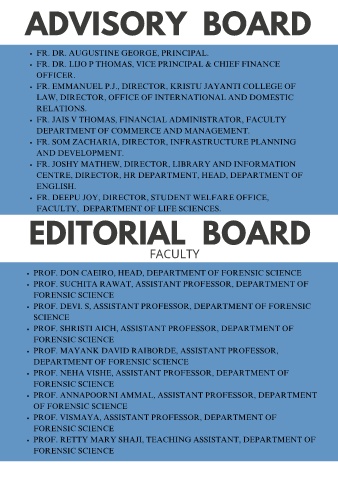 ADVISORY BOARD
• FR. DR. AUGUSTINE GEORGE, PRINCIPAL.
• FR. DR. LIJO P THOMAS, VICE PRINCIPAL & CHIEF FINANCE
OFFICER.
• FR. EMMANUEL P.J., DIRECTOR, KRISTU JAYANTI COLLEGE OF
LAW, DIRECTOR, OFFICE OF INTERNATIONAL AND DOMESTIC
RELATIONS.
• FR. JAIS V THOMAS, FINANCIAL ADMINISTRATOR, FACULTY
DEPARTMENT OF COMMERCE AND MANAGEMENT.
• FR. SOM ZACHARIA, DIRECTOR, INFRASTRUCTURE PLANNING
AND DEVELOPMENT.
• FR. JOSHY MATHEW, DIRECTOR, LIBRARY AND INFORMATION
CENTRE, DIRECTOR, HR DEPARTMENT, HEAD, DEPARTMENT OF
ENGLISH.
• FR. DEEPU JOY, DIRECTOR, STUDENT WELFARE OFFICE,
FACULTY, DEPARTMENT OF LIFE SCIENCES.
EDITORIAL BOARD
FACULTY
• PROF. DON CAEIRO, HEAD, DEPARTMENT OF FORENSIC SCIENCE
• PROF. SUCHITA RAWAT, ASSISTANT PROFESSOR, DEPARTMENT OF
FORENSIC SCIENCE
• PROF. DEVI. S, ASSISTANT PROFESSOR, DEPARTMENT OF FORENSIC
SCIENCE
• PROF. SHRISTI AICH, ASSISTANT PROFESSOR, DEPARTMENT OF
FORENSIC SCIENCE
• PROF. MAYANK DAVID RAIBORDE, ASSISTANT PROFESSOR,
DEPARTMENT OF FORENSIC SCIENCE
• PROF. NEHA VISHE, ASSISTANT PROFESSOR, DEPARTMENT OF
FORENSIC SCIENCE
• PROF. ANNAPOORNI AMMAL, ASSISTANT PROFESSOR, DEPARTMENT
OF FORENSIC SCIENCE
• PROF. VISMAYA, ASSISTANT PROFESSOR, DEPARTMENT OF
FORENSIC SCIENCE
• PROF. RETTY MARY SHAJI, TEACHING ASSISTANT, DEPARTMENT OF
FORENSIC SCIENCE